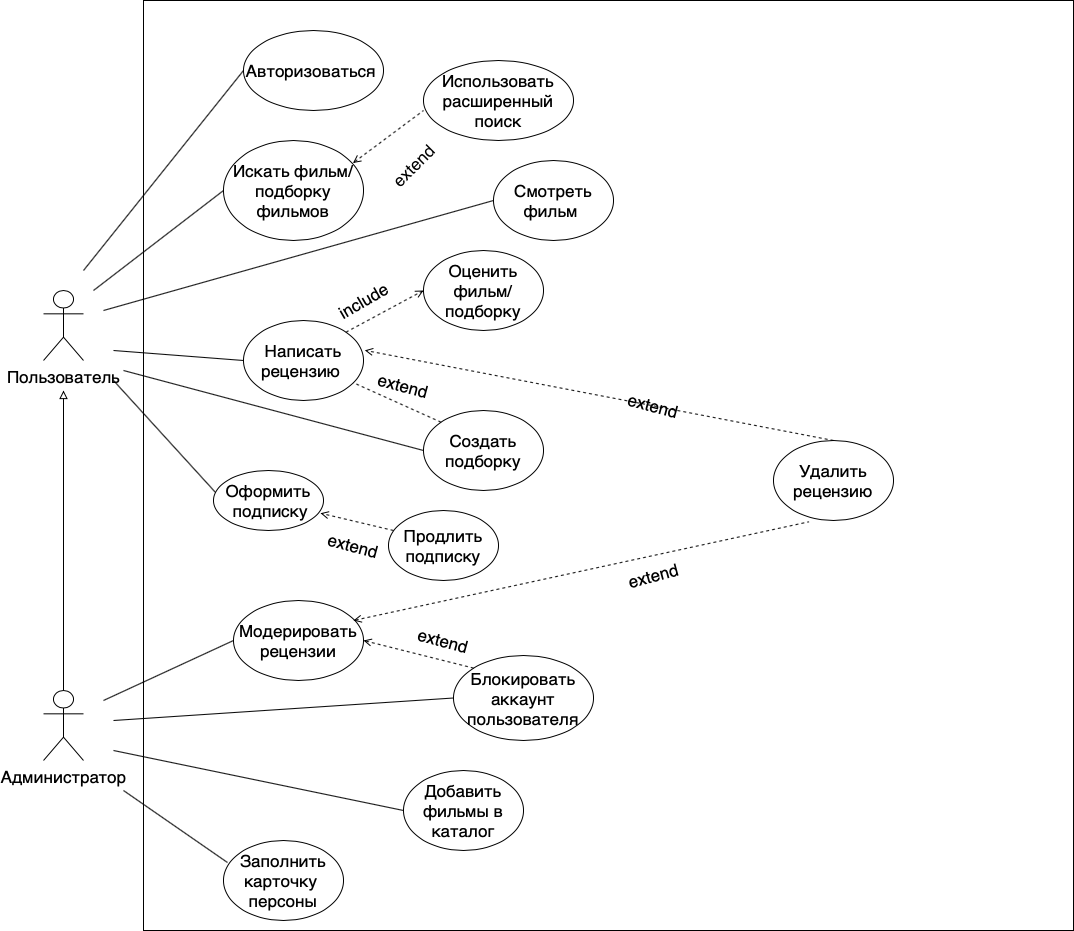 Авторизоваться
Использовать
расширенный
поиск
extend
Искать фильм/
подборку
фильмов
Смотреть
фильм
Оценить
фильм/
подборку
include
Написать
рецензию
Пользователь
extend
extend
Создать
подборку
Удалить
рецензию
Оформить
подписку
Продлить
подписку
extend
extend
Модерировать
рецензии
extend
Блокировать
аккаунт
пользователя
Администратор
Добавить
фильмы в
каталог
Заполнить
карточку
персоны